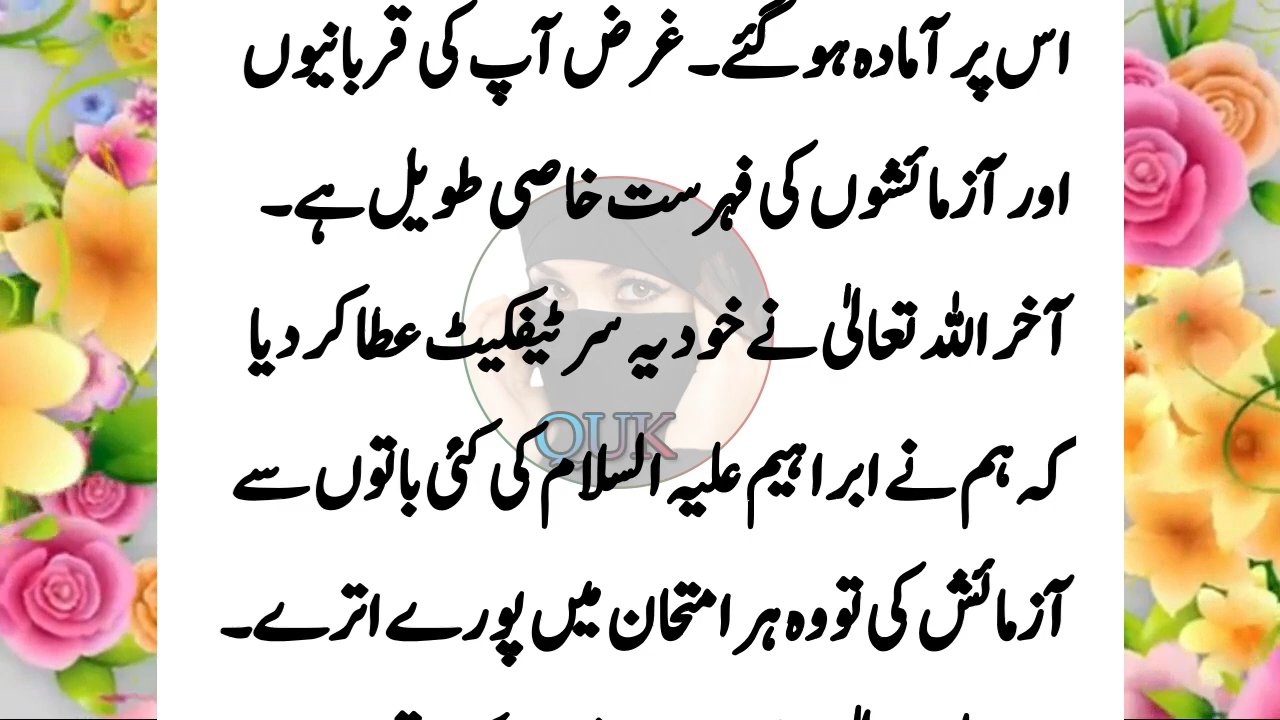 اس پر آمادہ ہوگئے۔ غرض آپ کی قربانیوں
اور آزمائشوں کی فہرست خاصی طویل ہے۔
آخر اللہ تعالیٰ نے خود یہ سرٹیفکیٹ عطا کر دیا
QUK
کہ ہم نے ابراہیم علیہ السلام کی کئی باتوں سے
آزمائش کی تو وہ ہر امتحان میں پورے اترے۔